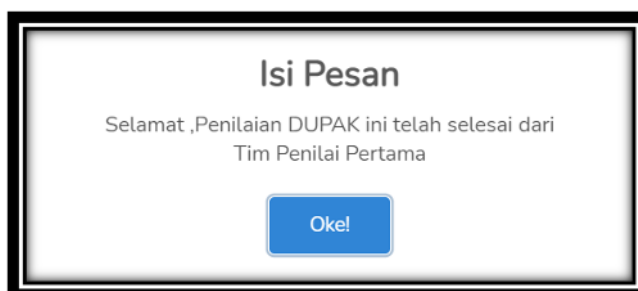 Isi Pesan
Selamat ,Penilaian DUPAK ini telah selesai dari
Tim Penilai Pertama
Oke!